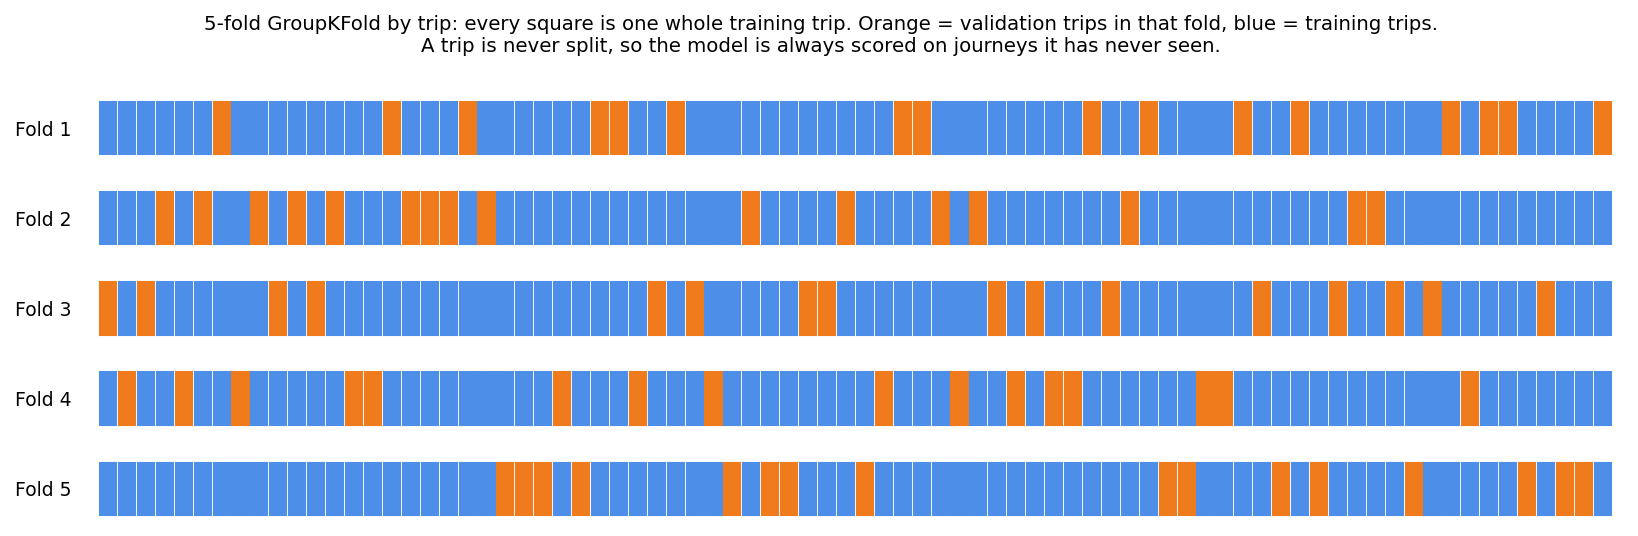 5-fold GroupKFold by trip: every square is one whole training trip. Orange = validation trips in that fold, blue = training trips.
A trip is never split, so the model is always scored on journeys it has never seen.
Fold 1
Fold 2
Fold 3
Fold 4
Fold 5